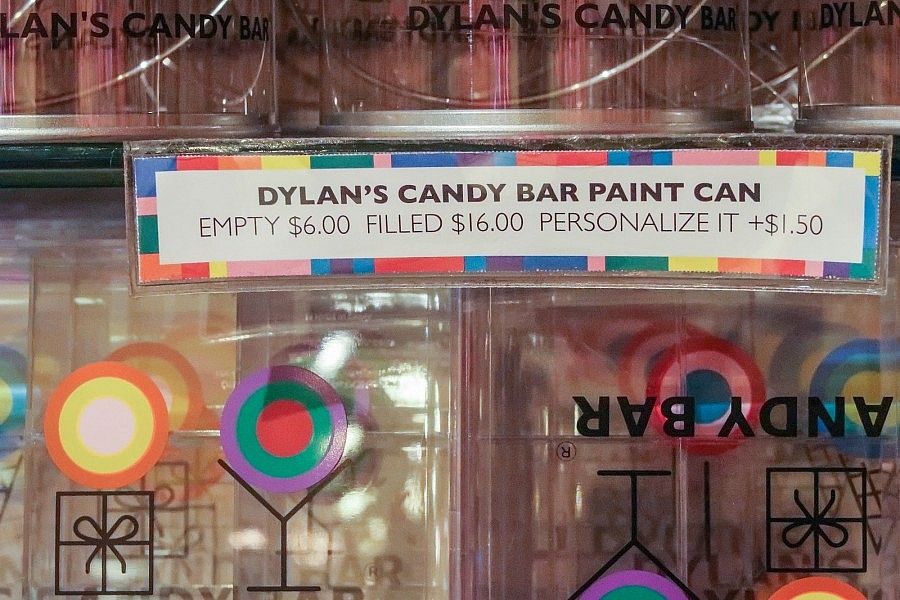 LAN'S CANDY BAR
DYLAN'S CANDY BAR
DYLAN
DYLAN'S CANDY BAR PAINT CAN
EMPTY $6.00 FILLED $16.00 PERSONALIZE IT +$1.50
ANDY BAR
®